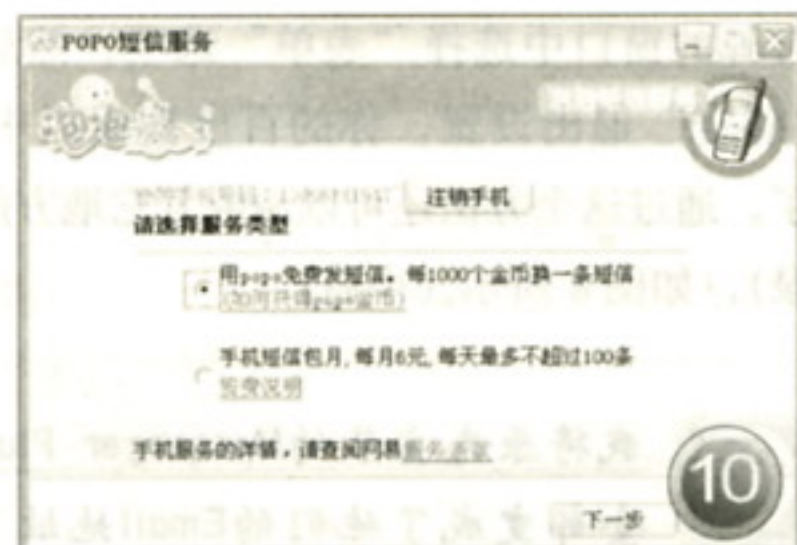 POPO短信服务
注销手机
请选择服务类型
用popo免费发短信。每1000个金币换一条短信
(如何获得popo金币)
手机短信包月,每月6元,每天最多不超过100条
资费说明
手机服务的详情,请查阅网易服务条款
10
下一步